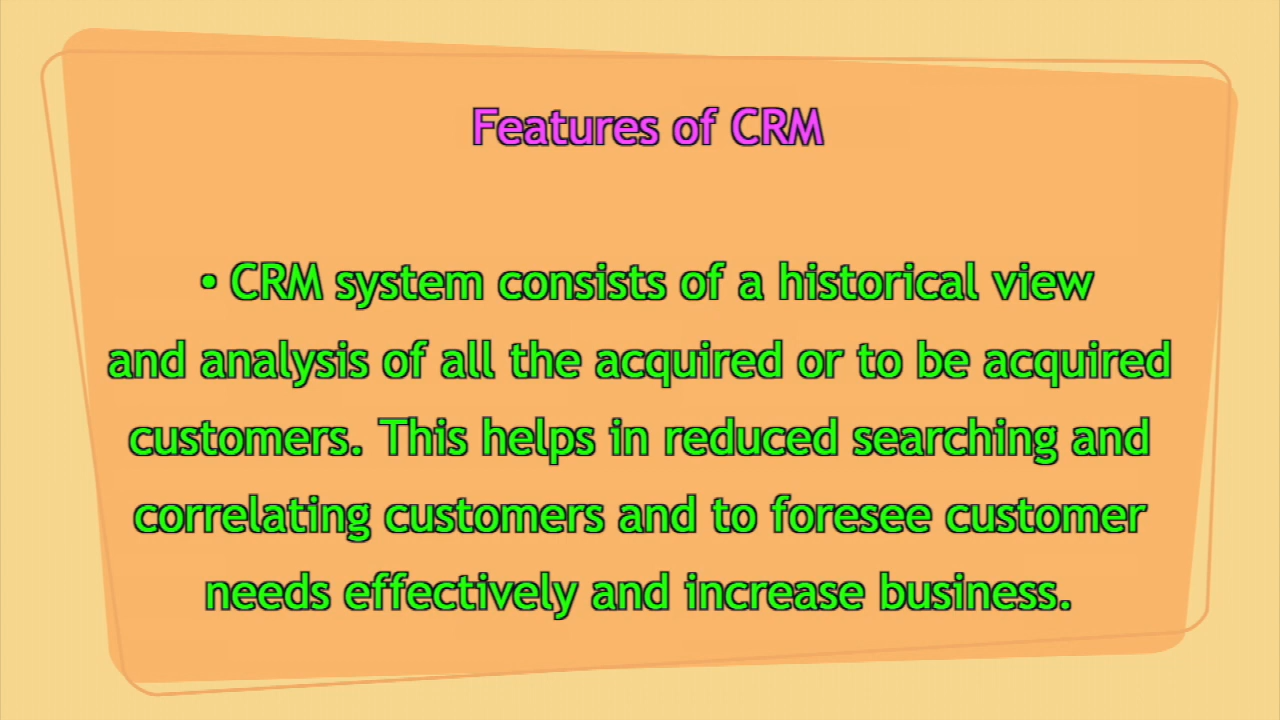 Features of CRM
• CRM system consists of a historical view
and analysis of all the acquired or to be acquired
customers. This helps in reduced searching and
correlating customers and to foresee customer
needs effectively and increase business.